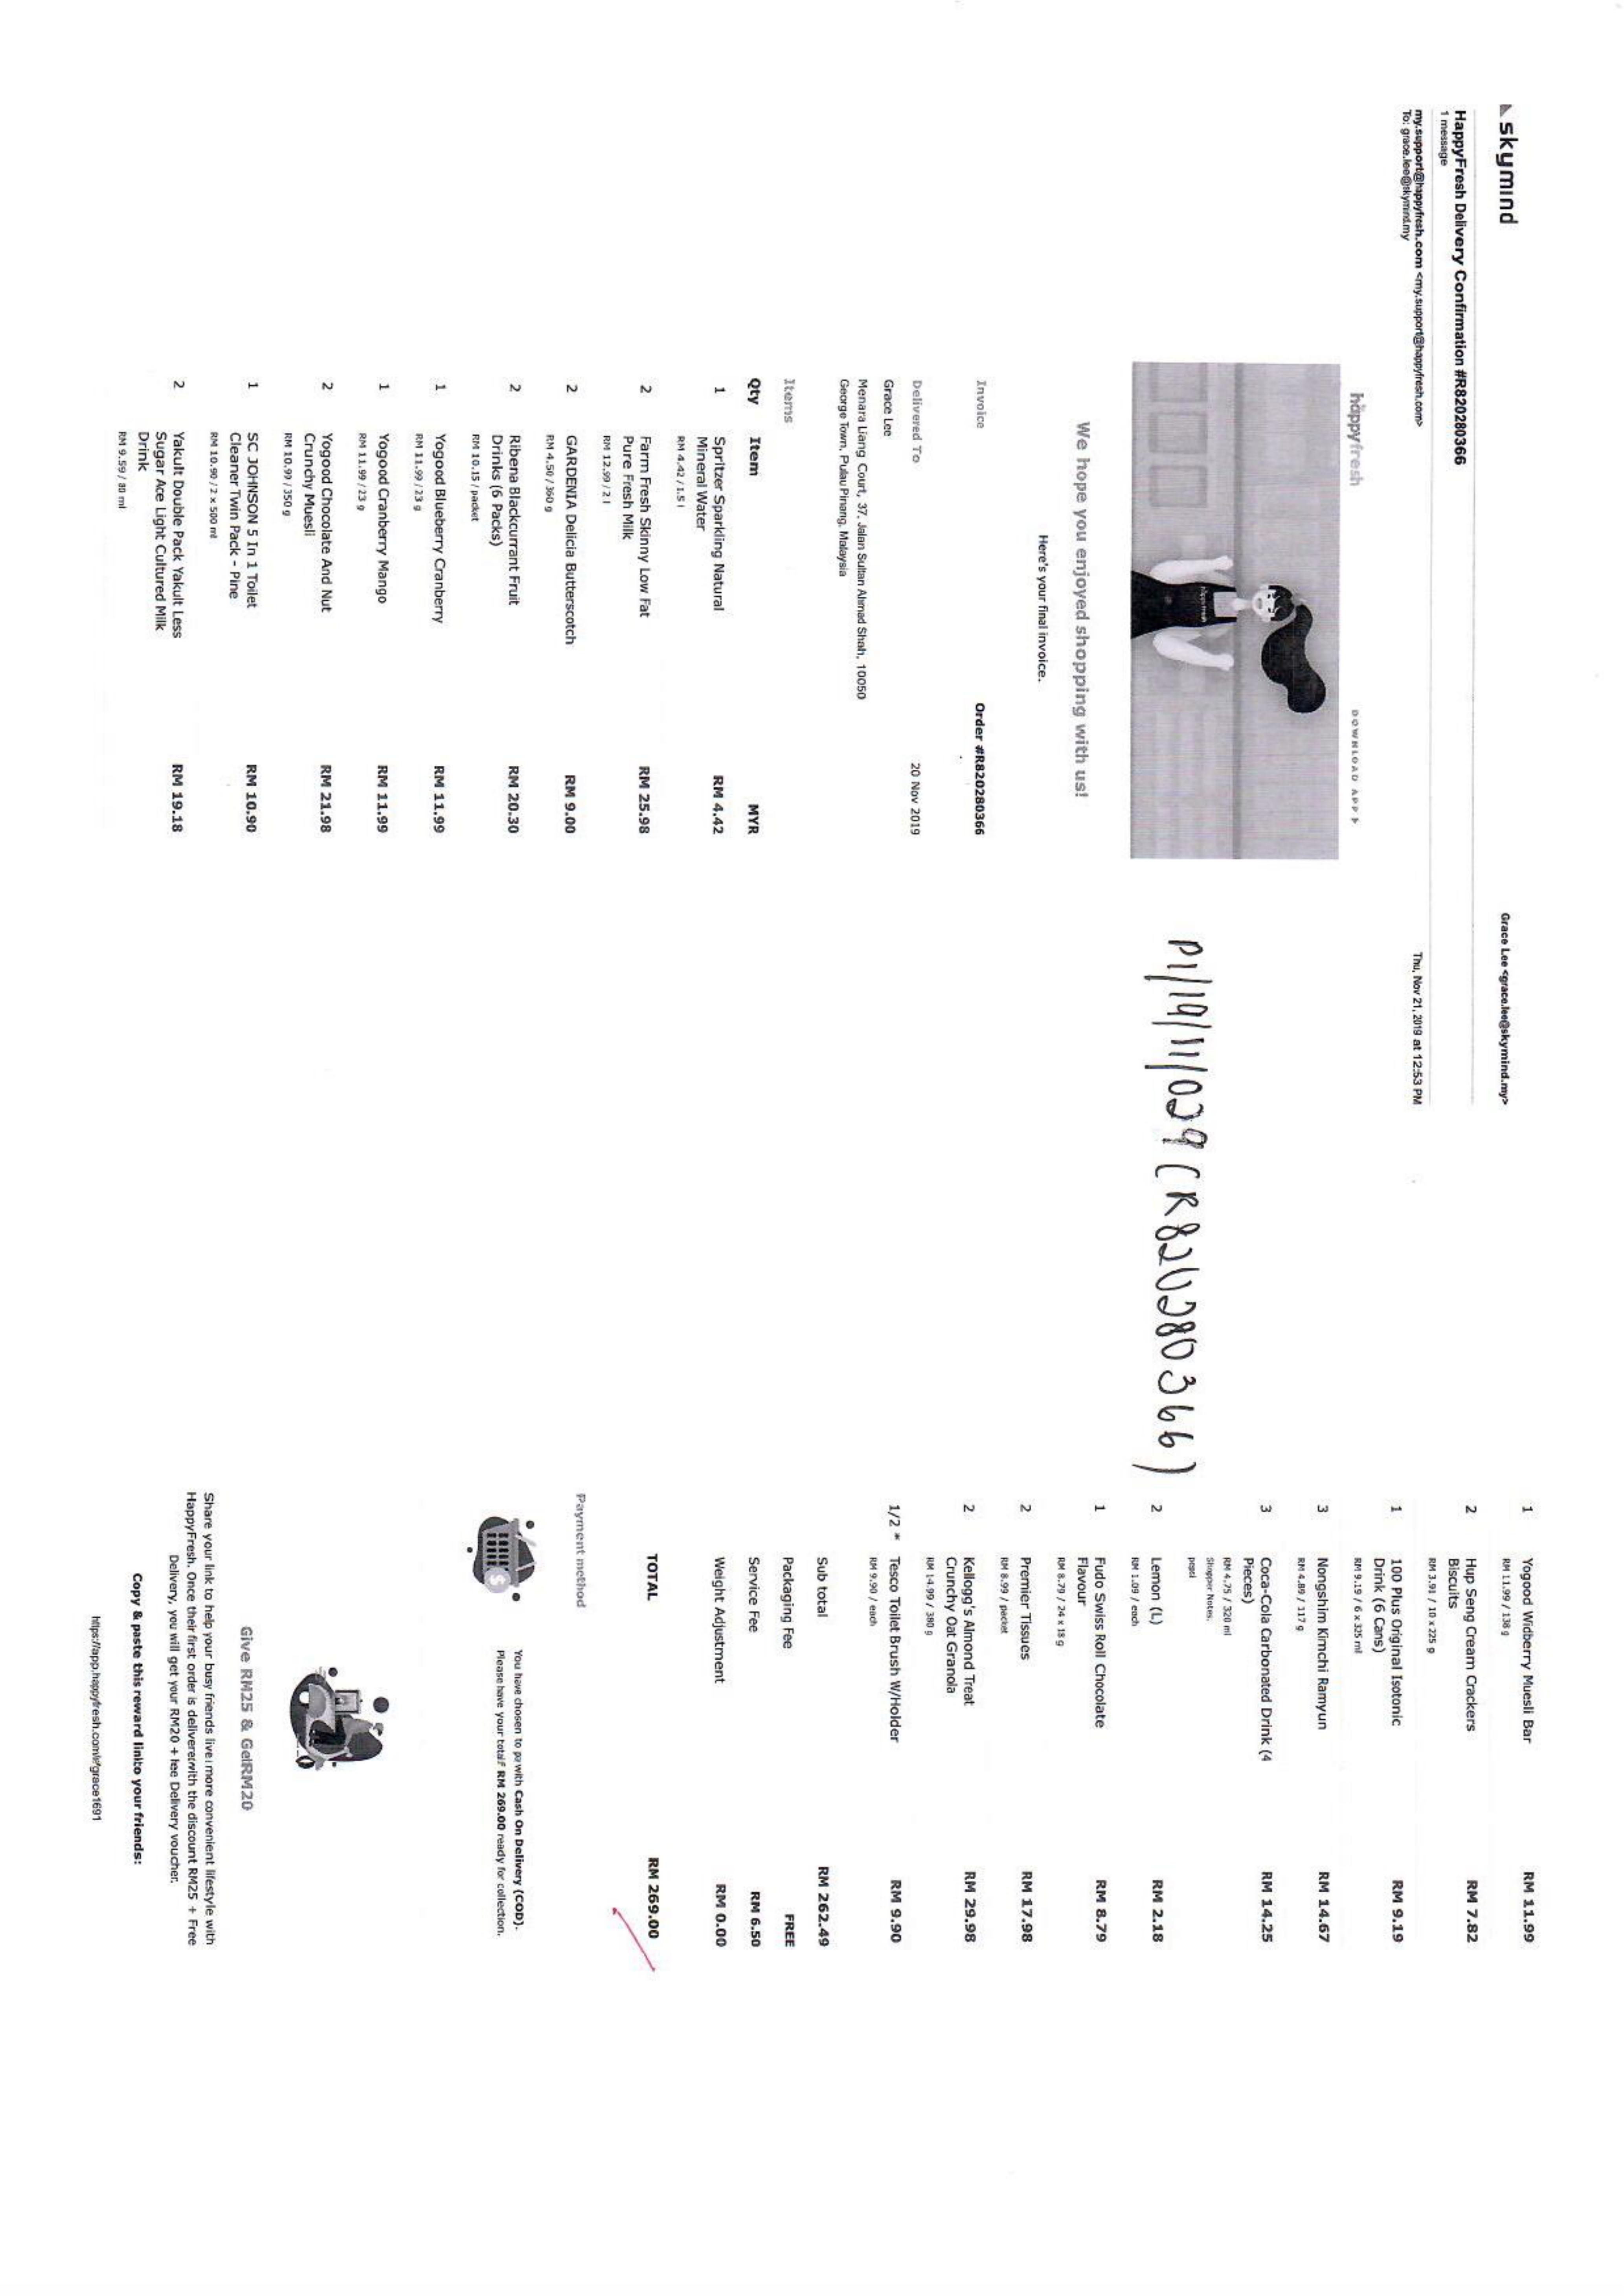 skymind
Grace Lee <grace.lee@skymind.my>
HappyFresh Delivery Confirmation #R820280366
1 message
my.support@happyfresh.com <my.support@happyfresh.com>
Thu, Nov 21, 2019 at 12:53 PM
To: grace.lee@skymind.my
happyfresh
DOWNLOAD APP
happyfresh
P1/19/11/029 (R820280366)
We hope you enjoyed shopping with us!
Here's your final invoice.
Invoice
Order #R820280366
Delivered To
20 Nov 2019
Grace Lee
Menara Liang Court, 37, Jalan Sultan Ahmad Shah, 10050
George Town, Pulau Pinang, Malaysia
Items
Qty Item MYR
1 Spritzer Sparkling Natural RM 4.42
Mineral Water
RM 4.42 / 1.5 l
2 Farm Fresh Skinny Low Fat RM 25.98
Pure Fresh Milk
RM 12.99 / 2 l
2 GARDENIA Delicia Butterscotch RM 9.00
RM 4.50 / 360 g
2 Ribena Blackcurrant Fruit RM 20.30
Drinks (6 Packs)
RM 10.15 / packet
1 Yogood Blueberry Cranberry RM 11.99
RM 11.99 / 23 g
1 Yogood Cranberry Mango RM 11.99
RM 11.99 / 23 g
2 Yogood Chocolate And Nut RM 21.98
Crunchy Muesli
RM 10.99 / 350 g
1 SC JOHNSON 5 In 1 Toilet RM 10.90
Cleaner Twin Pack - Pine
RM 10.90 / 2 x 500 ml
2 Yakult Double Pack Yakult Less RM 19.18
Sugar Ace Light Cultured Milk
Drink
RM 9.59 / 80 ml
1 Yogood Widberry Muesli Bar RM 11.99
RM 11.99 / 138 g
2 Hup Seng Cream Crackers RM 7.82
Biscuits
RM 3.91 / 10 x 225 g
1 100 Plus Original Isotonic RM 9.19
Drink (6 Cans)
RM 9.19 / 6 x 325 ml
3 Nongshim Kimchi Ramyun RM 14.67
RM 4.89 / 117 g
3 Coca-Cola Carbonated Drink (4 RM 14.25
Pieces)
RM 4.75 / 320 ml
Shopper Notes:
2 Lemon (L) RM 2.18
RM 1.09 / each
1 Fudo Swiss Roll Chocolate RM 8.79
Flavour
RM 8.79 / 24 x 18 g
2 Premier Tissues RM 17.98
RM 8.99 / packet
2 Kellogg's Almond Treat RM 29.98
Crunchy Oat Granola
RM 14.99 / 380 g
1/2 * Tesco Toilet Brush W/Holder RM 9.90
RM 9.90 / each
Sub total RM 262.49
Packaging Fee FREE
Service Fee RM 6.50
Weight Adjustment RM 0.00
TOTAL RM 269.00
Payment method
You have chosen to pa with Cash On Delivery (COD).
Please have your total RM 269.00 ready for collection.
Give RM25 & Get RM20
Share your link to help your busy friends live more convenient lifestyle with
HappyFresh. Once their first order is delivered with the discount RM25 + Free
Delivery, you will get your RM20 + free Delivery voucher.
Copy & paste this reward link to your friends:
https://app.happyfresh.com/r/grace1691